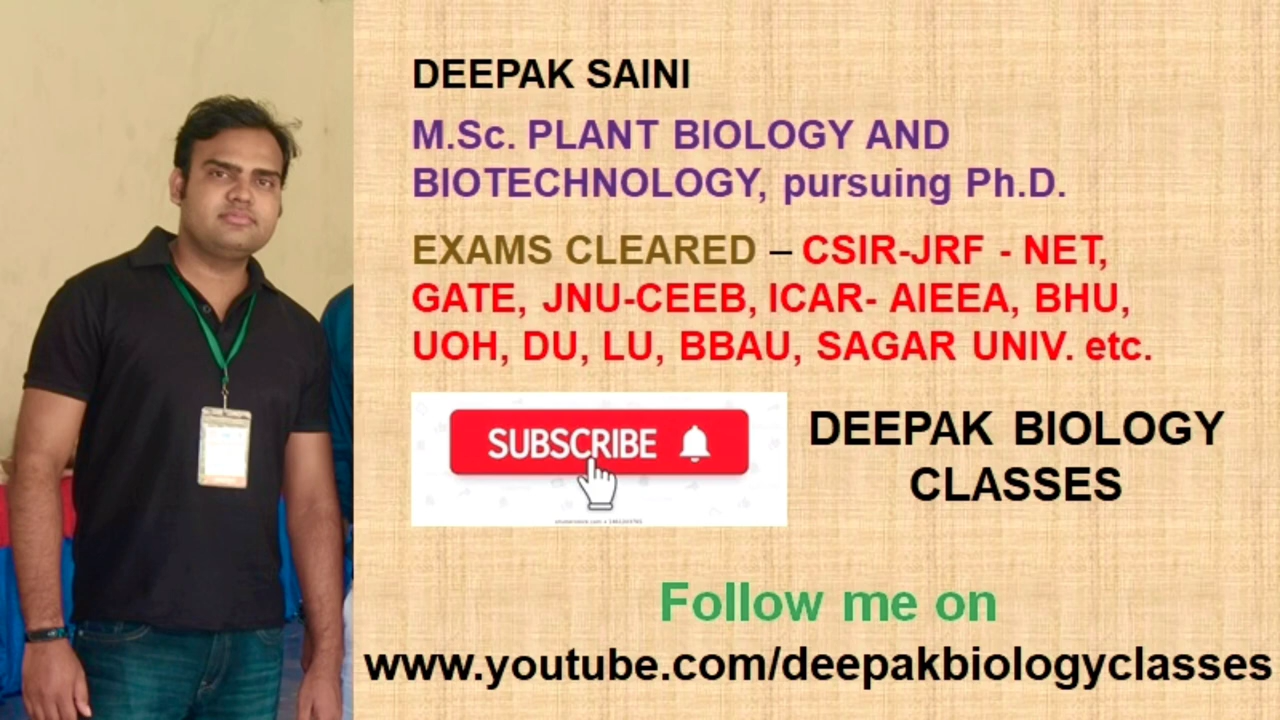 DEEPAK SAINI
M.Sc. PLANT BIOLOGY AND
BIOTECHNOLOGY, pursuing Ph.D.
EXAMS CLEARED – CSIR-JRF - NET,
GATE, JNU-CEEB, ICAR- AIEEA, BHU,
UOH, DU, LU, BBAU, SAGAR UNIV. etc.
SUBSCRIBE
DEEPAK BIOLOGY
CLASSES
Follow me on
www.youtube.com/deepakbiologyclasses